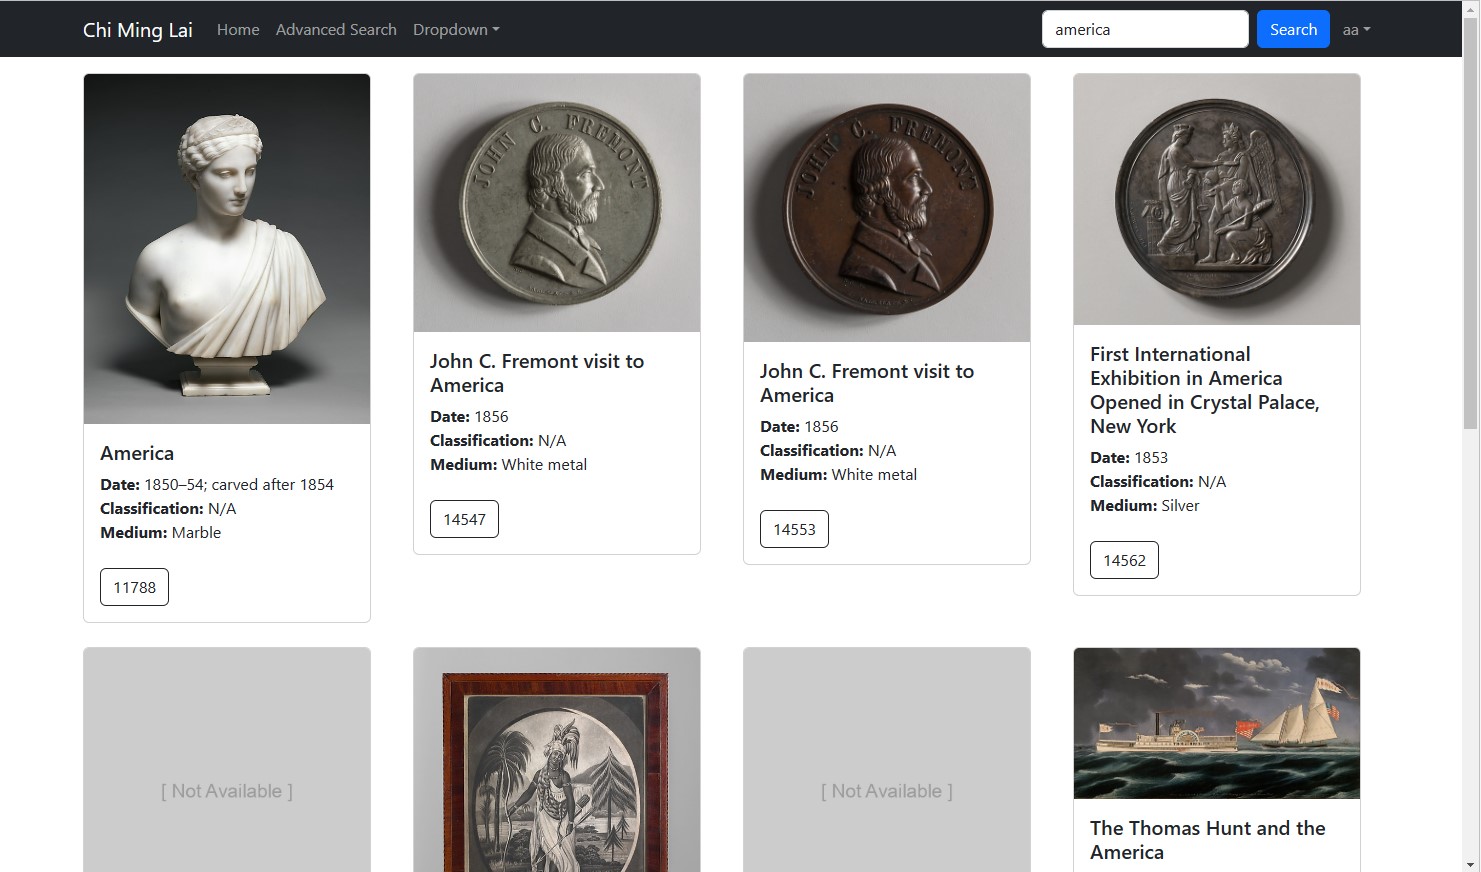 Chi Ming Lai Home Advanced Search Dropdown america Search aa
JOHN C. FREMONT
JOHN C. FREMONT
America
Date: 1850–54; carved after 1854
Classification: N/A
Medium: Marble
11788
John C. Fremont visit to
America
Date: 1856
Classification: N/A
Medium: White metal
14547
John C. Fremont visit to
America
Date: 1856
Classification: N/A
Medium: White metal
14553
First International
Exhibition in America
Opened in Crystal Palace,
New York
Date: 1853
Classification: N/A
Medium: Silver
14562
[ Not Available ]
[ Not Available ]
The Thomas Hunt and the
America